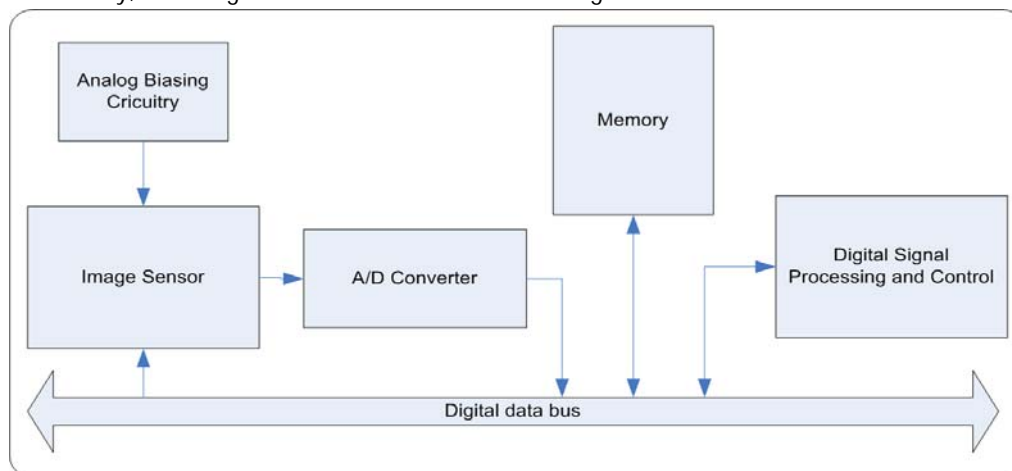 Analog Biasing
Cricuitry
Memory
Image Sensor
A/D Converter
Digital Signal
Processing and Control
Digital data bus